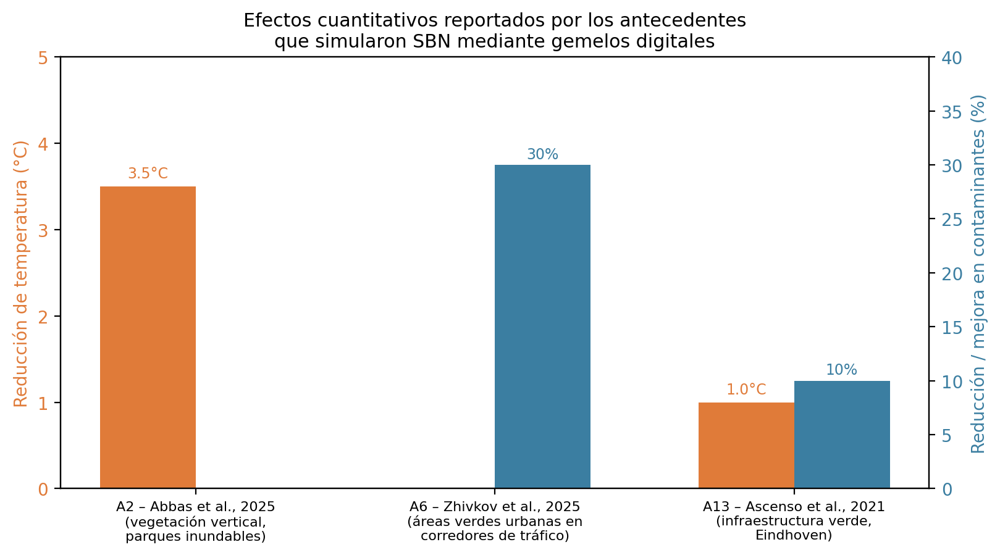 Efectos cuantitativos reportados por los antecedentes
que simularon SBN mediante gemelos digitales
Reducción de temperatura (°C)
5
4
3
2
1
0
3.5°C
30%
1.0°C
10%
40
35
30
25
20
15
10
5
0
Reducción / mejora en contaminantes (%)
A2 – Abbas et al., 2025
(vegetación vertical,
parques inundables)
A6 – Zhivkov et al., 2025
(áreas verdes urbanas en
corredores de tráfico)
A13 – Ascenso et al., 2021
(infraestructura verde,
Eindhoven)